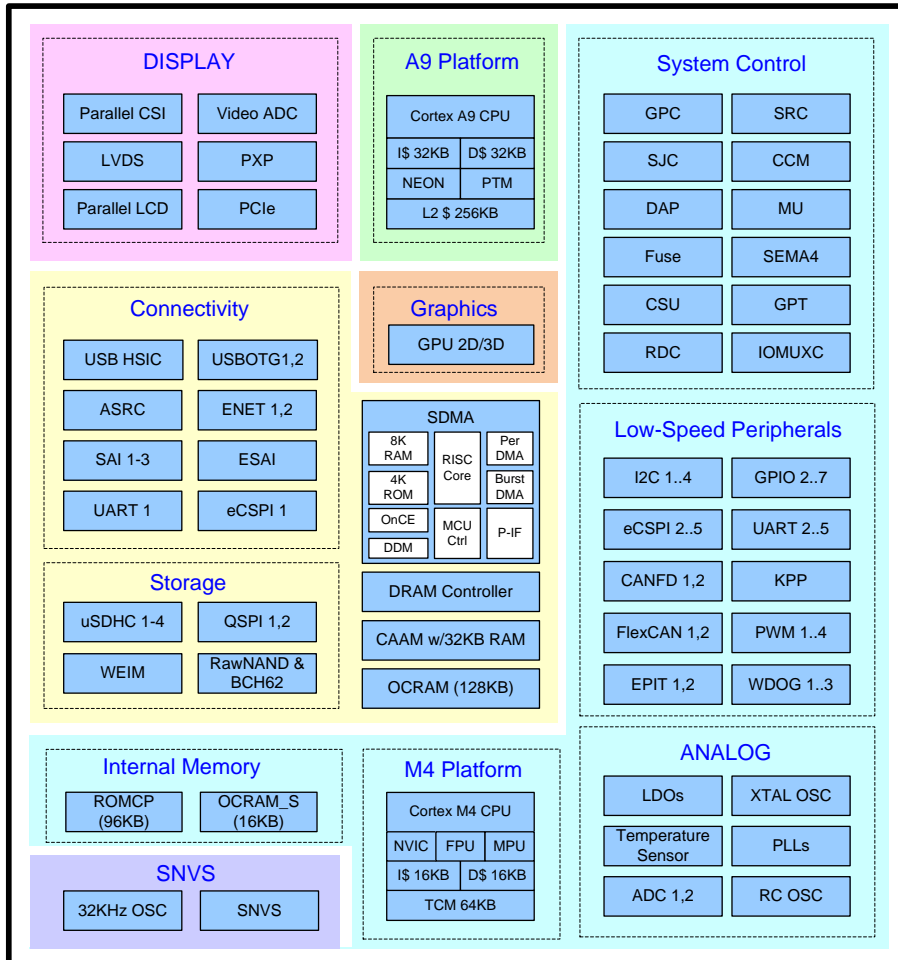 DISPLAY
Parallel CSI
Video ADC
LVDS
PXP
Parallel LCD
PCIe
A9 Platform
Cortex A9 CPU
I$ 32KB
D$ 32KB
NEON
PTM
L2 $ 256KB
System Control
GPC
SRC
SJC
CCM
DAP
MU
Fuse
SEMA4
CSU
GPT
RDC
IOMUXC
Connectivity
USB HSIC
USBOTG1,2
ASRC
ENET 1,2
SAI 1-3
ESAI
UART 1
eCSPI 1
Graphics
GPU 2D/3D
SDMA
8K
RAM
RISC
Core
Per
DMA
4K
ROM
Burst
DMA
OnCE
MCU
Ctrl
P-IF
DDM
DRAM Controller
CAAM w/32KB RAM
OCRAM (128KB)
Low-Speed Peripherals
I2C 1..4
GPIO 2..7
eCSPI 2..5
UART 2..5
CANFD 1,2
KPP
FlexCAN 1,2
PWM 1..4
EPIT 1,2
WDOG 1..3
Storage
uSDHC 1-4
QSPI 1,2
WEIM
RawNAND &
BCH62
Internal Memory
ROMCP
(96KB)
OCRAM_S
(16KB)
M4 Platform
Cortex M4 CPU
NVIC
FPU
MPU
I$ 16KB
D$ 16KB
TCM 64KB
ANALOG
LDOs
XTAL OSC
Temperature
Sensor
PLLs
ADC 1,2
RC OSC
SNVS
32KHz OSC
SNVS